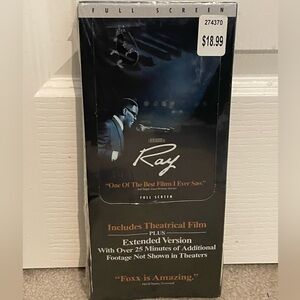 FULL SCREEN
274370
$18.99
Ray
"One Of The Best Films I Ever Saw."
FULL SCREEN
Includes Theatrical Film
PLUS
Extended Version
With Over 25 Minutes of Additional
Footage Not Shown in Theaters
"Foxx is Amazing."